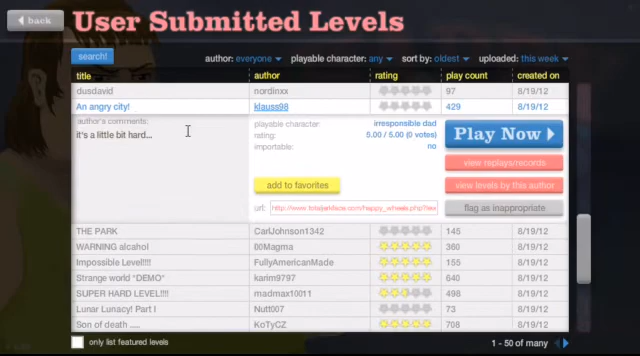 back
User Submitted Levels
search!
author: everyone playable character: any sort by: oldest uploaded: this week
title author rating play count created on
dusdavid nordinxx 97 8/19/12
An angry city! klauss98 429 8/19/12
author's comments:
it's a little bit hard...
playable character: irresponsible dad
rating: 5.00 / 5.00 (0 votes)
importable: no
Play Now
view replays/records
add to favorites
view levels by this author
url: http://www.totaljerkface.com/happy_wheels.php?
flag as inappropriate
THE PARK CarlJohnson1342 145 8/19/12
WARNING alcahol 00Magma 360 8/19/12
Impossible Level!!!! FullyAmericanMade 155 8/19/12
Strange world "DEMO" karim9797 640 8/19/12
SUPER HARD LEVEL!!!! madmax10011 498 8/19/12
Lunar Lunacy! Part I Nutt007 73 8/19/12
Son of death ..... KoTyCZ 708 8/19/12
only list featured levels
1 - 50 of many